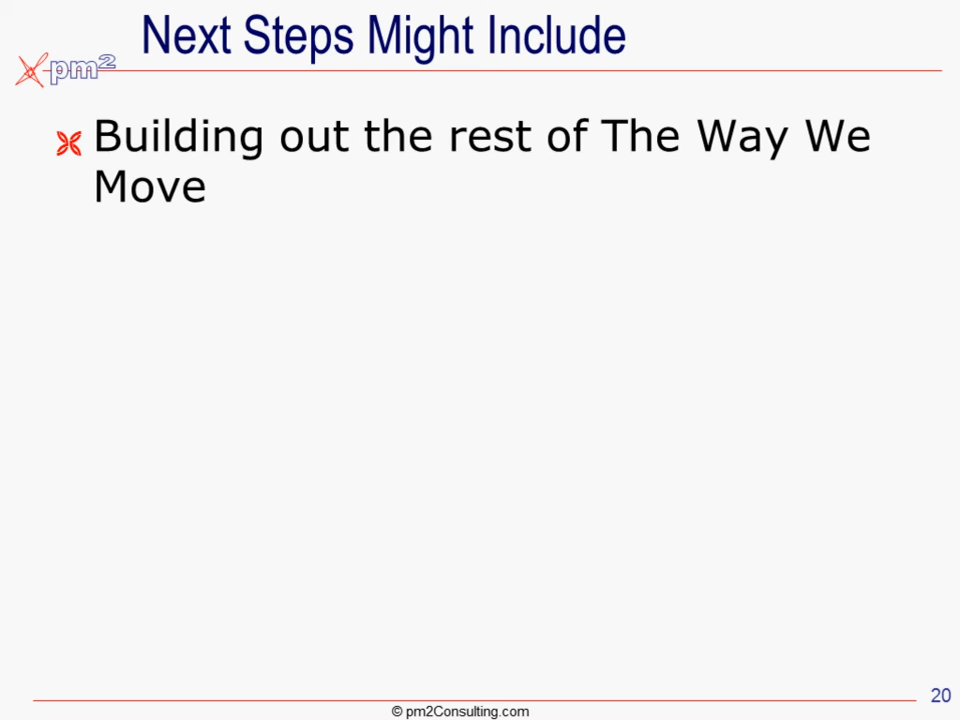 Next Steps Might Include
pm2
Building out the rest of The Way We
Move
20
© pm2Consulting.com